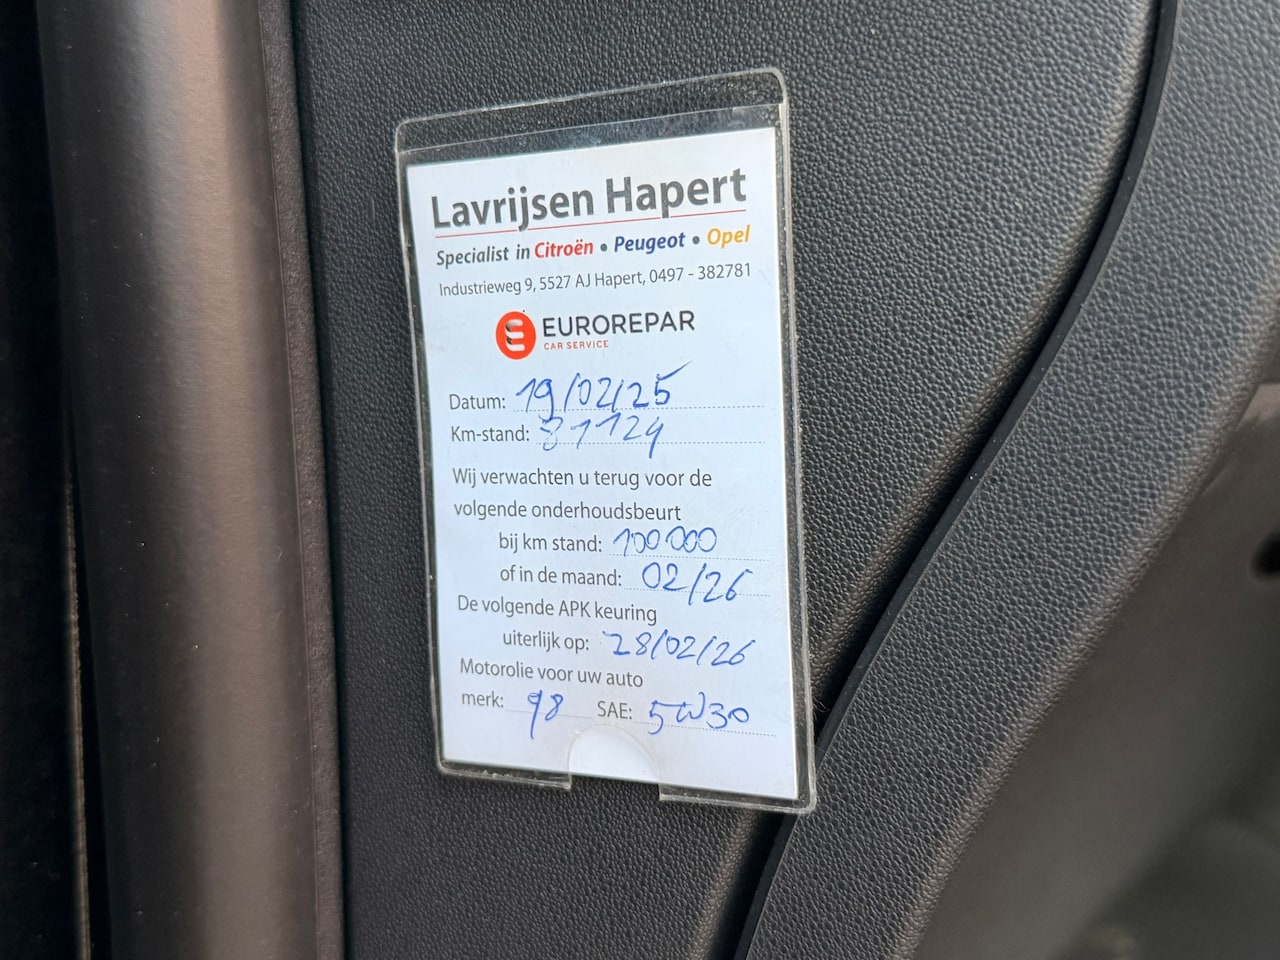 Lavrijsen Hapert
Specialist in Citroën • Peugeot • Opel
Industrieweg 9, 5527 AJ Hapert, 0497 - 382781
EUROREPAR
CAR SERVICE
Datum: 19/02/25
Km-stand: 81124
Wij verwachten u terug voor de
volgende onderhoudsbeurt
bij km stand: 100000
of in de maand: 02/26
De volgende APK keuring
uiterlijk op: 28/02/26
Motorolie voor uw auto
merk: 98 SAE: 5W30